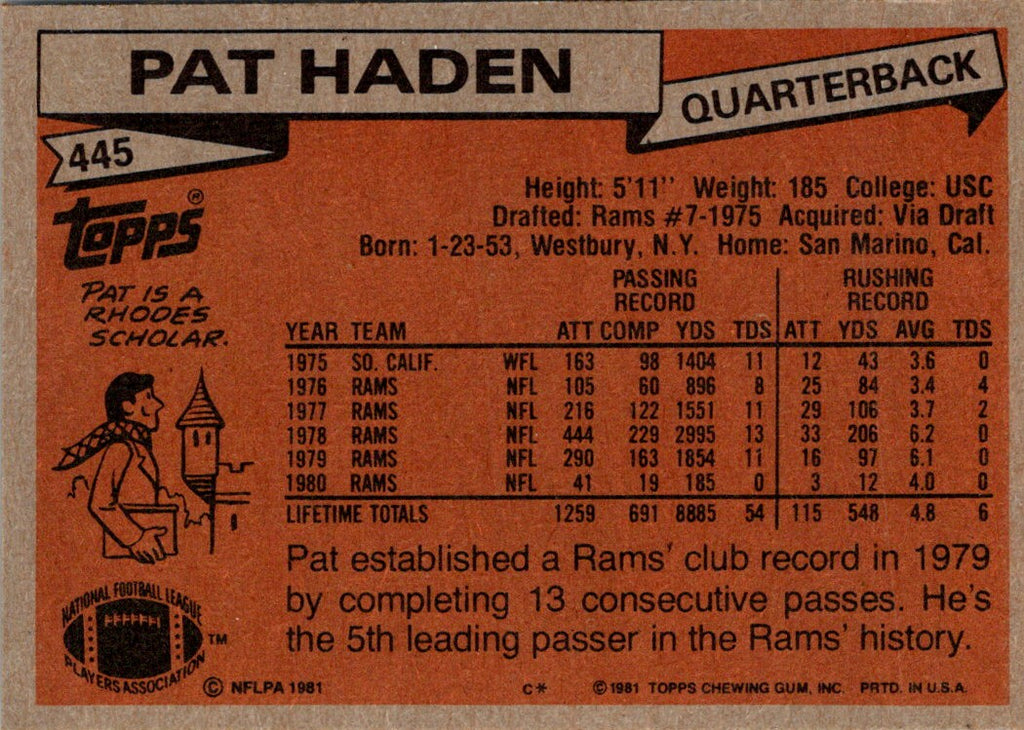 PAT HADEN
QUARTERBACK
445
TOPPS®
Height: 5'11" Weight: 185 College: USC
Drafted: Rams #7-1975 Acquired: Via Draft
Born: 1-23-53, Westbury, N.Y. Home: San Marino, Cal.
PAT IS A
RHODES
SCHOLAR.
PASSING RECORD RUSHING RECORD
YEAR TEAM ATT COMP YDS TDS ATT YDS AVG TDS
1975 SO. CALIF. WFL 163 98 1404 11 12 43 3.6 0
1976 RAMS NFL 105 60 896 8 25 84 3.4 4
1977 RAMS NFL 216 122 1551 11 29 106 3.7 2
1978 RAMS NFL 444 229 2995 13 33 206 6.2 0
1979 RAMS NFL 290 163 1854 11 16 97 6.1 0
1980 RAMS NFL 41 19 185 0 3 12 4.0 0
LIFETIME TOTALS 1259 691 8885 54 115 548 4.8 6
Pat established a Rams' club record in 1979
by completing 13 consecutive passes. He's
the 5th leading passer in the Rams' history.
NATIONAL FOOTBALL LEAGUE
PLAYERS ASSOCIATION
TM
© NFLPA 1981 C* © 1981 TOPPS CHEWING GUM, INC. PRTD. IN U.S.A.